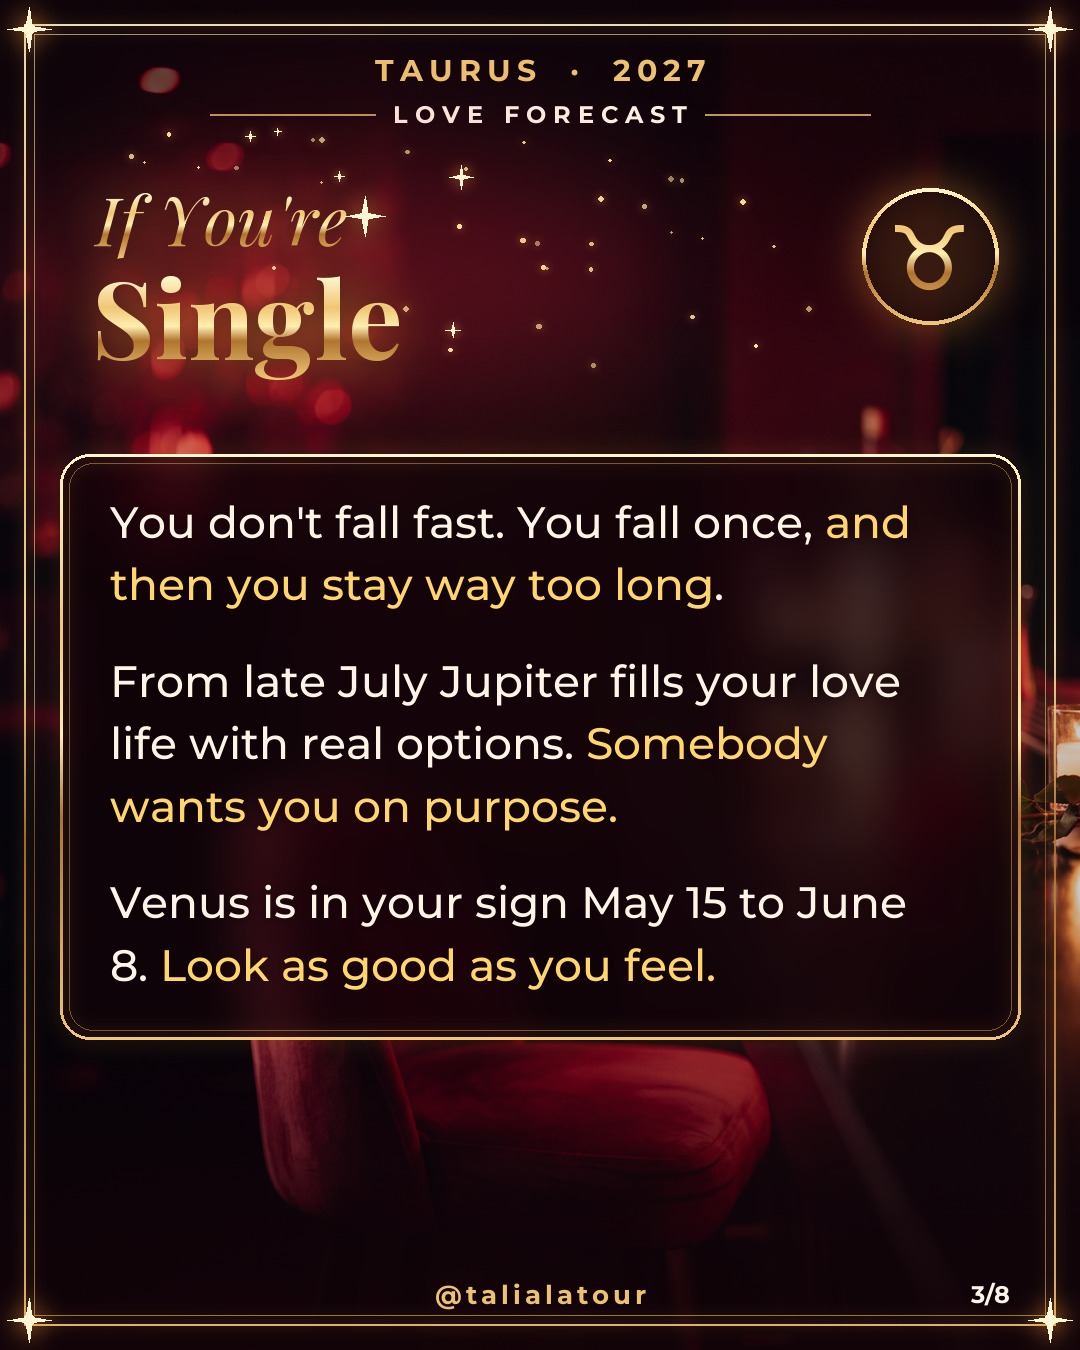 TAURUS · 2027
LOVE FORECAST
If You're
Single
You don't fall fast. You fall once, and
then you stay way too long.
From late July Jupiter fills your love
life with real options. Somebody
wants you on purpose.
Venus is in your sign May 15 to June
8. Look as good as you feel.
@talialatour
3/8